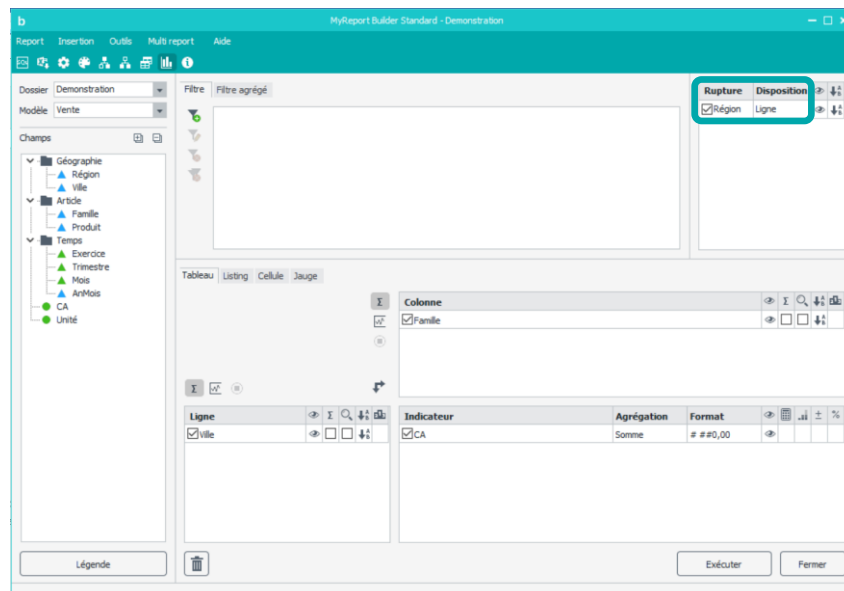 b MyReport Builder Standard - Demonstration
Report Insertion Outils Multi report Aide
Dossier Demonstration
Modèle Vente
Champs
Géographie
Région
Ville
Article
Famille
Produit
Temps
Exercice
Trimestre
Mois
AnMois
CA
Unité
Légende
Filtre Filtre agrégé
Rupture Disposition
Région Ligne
Tableau Listing Cellule Jauge
Σ Colonne Σ
Famille
Σ
Ligne Σ
Ville
Indicateur Agrégation Format ± %
CA Somme # ##0,00
Exécuter Fermer